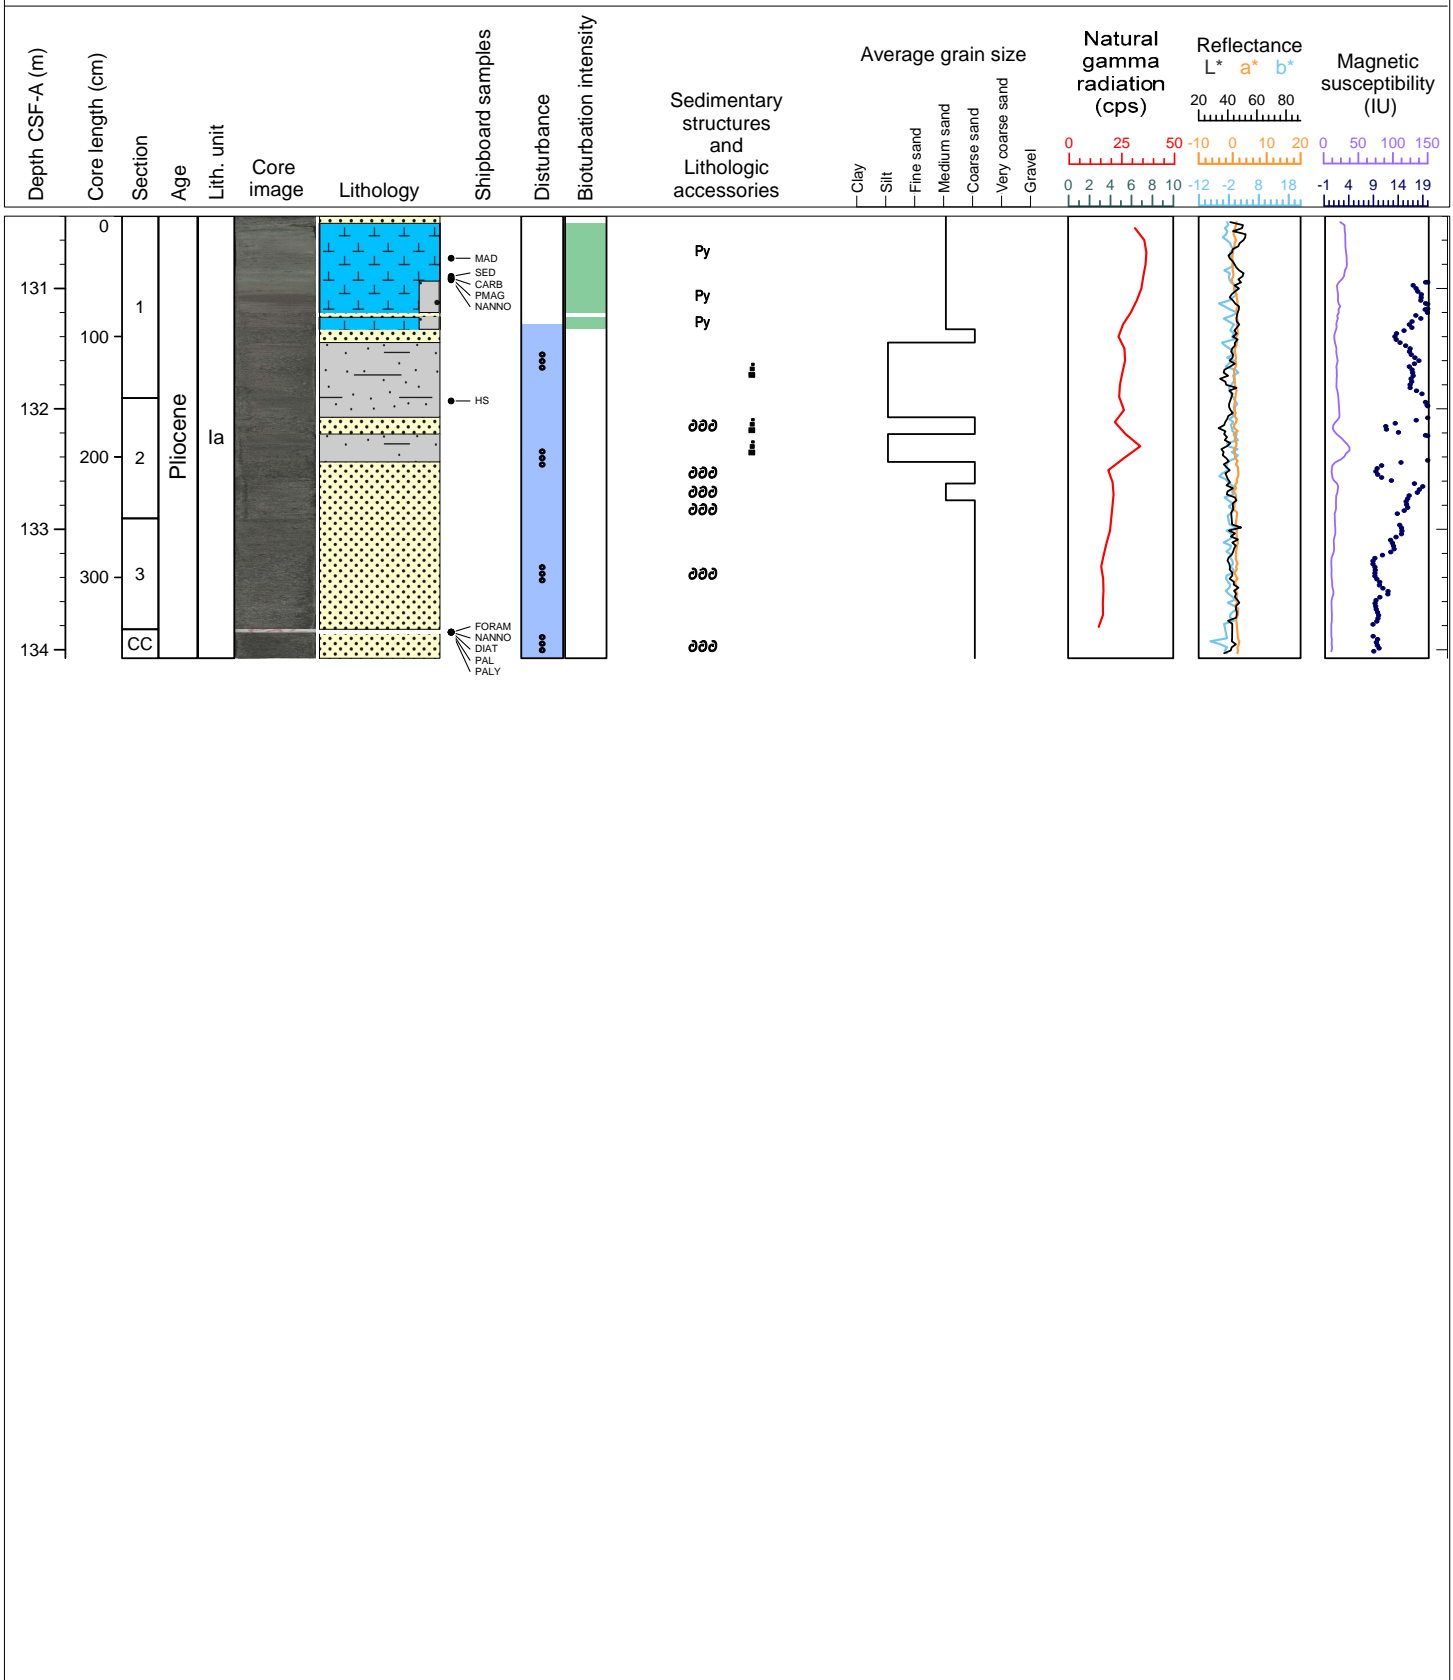 Depth CSF-A (m)
Core length (cm)
Section
Age
Lith. unit
Core
image
Lithology
Shipboard samples
Disturbance
Bioturbation intensity
Sedimentary
structures
and
Lithologic
accessories
Average grain size
Clay
Silt
Fine sand
Medium sand
Coarse sand
Very coarse sand
Gravel
Natural
gamma
radiation
(cps)
0 25 50
0 2 4 6 8 10
Reflectance
L* a* b*
20 40 60 80
-10 0 10 20
-12 -2 8 18
Magnetic
susceptibility
(IU)
0 50 100 150
-1 4 9 14 19
131
132
133
134
0
100
200
300
1
2
3
CC
Pliocene
Ia
MAD
SED
CARB
PMAG
NANNO
HS
FORAM
NANNO
DIAT
PAL
PALY
Py
Py
Py